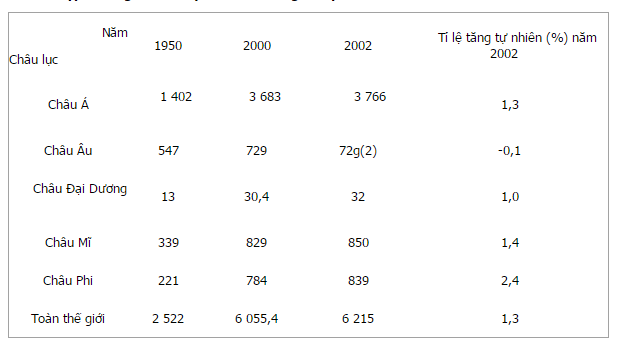 Năm
Châu lục
1950 2000 2002 Tỉ lệ tăng tự nhiên (%) năm
2002
Châu Á 1 402 3 683 3 766 1,3
Châu Âu 547 729 72g(2) -0,1
Châu Đại Dương 13 30,4 32 1,0
Châu Mĩ 339 829 850 1,4
Châu Phi 221 784 839 2,4
Toàn thế giới 2 522 6 055,4 6 215 1,3